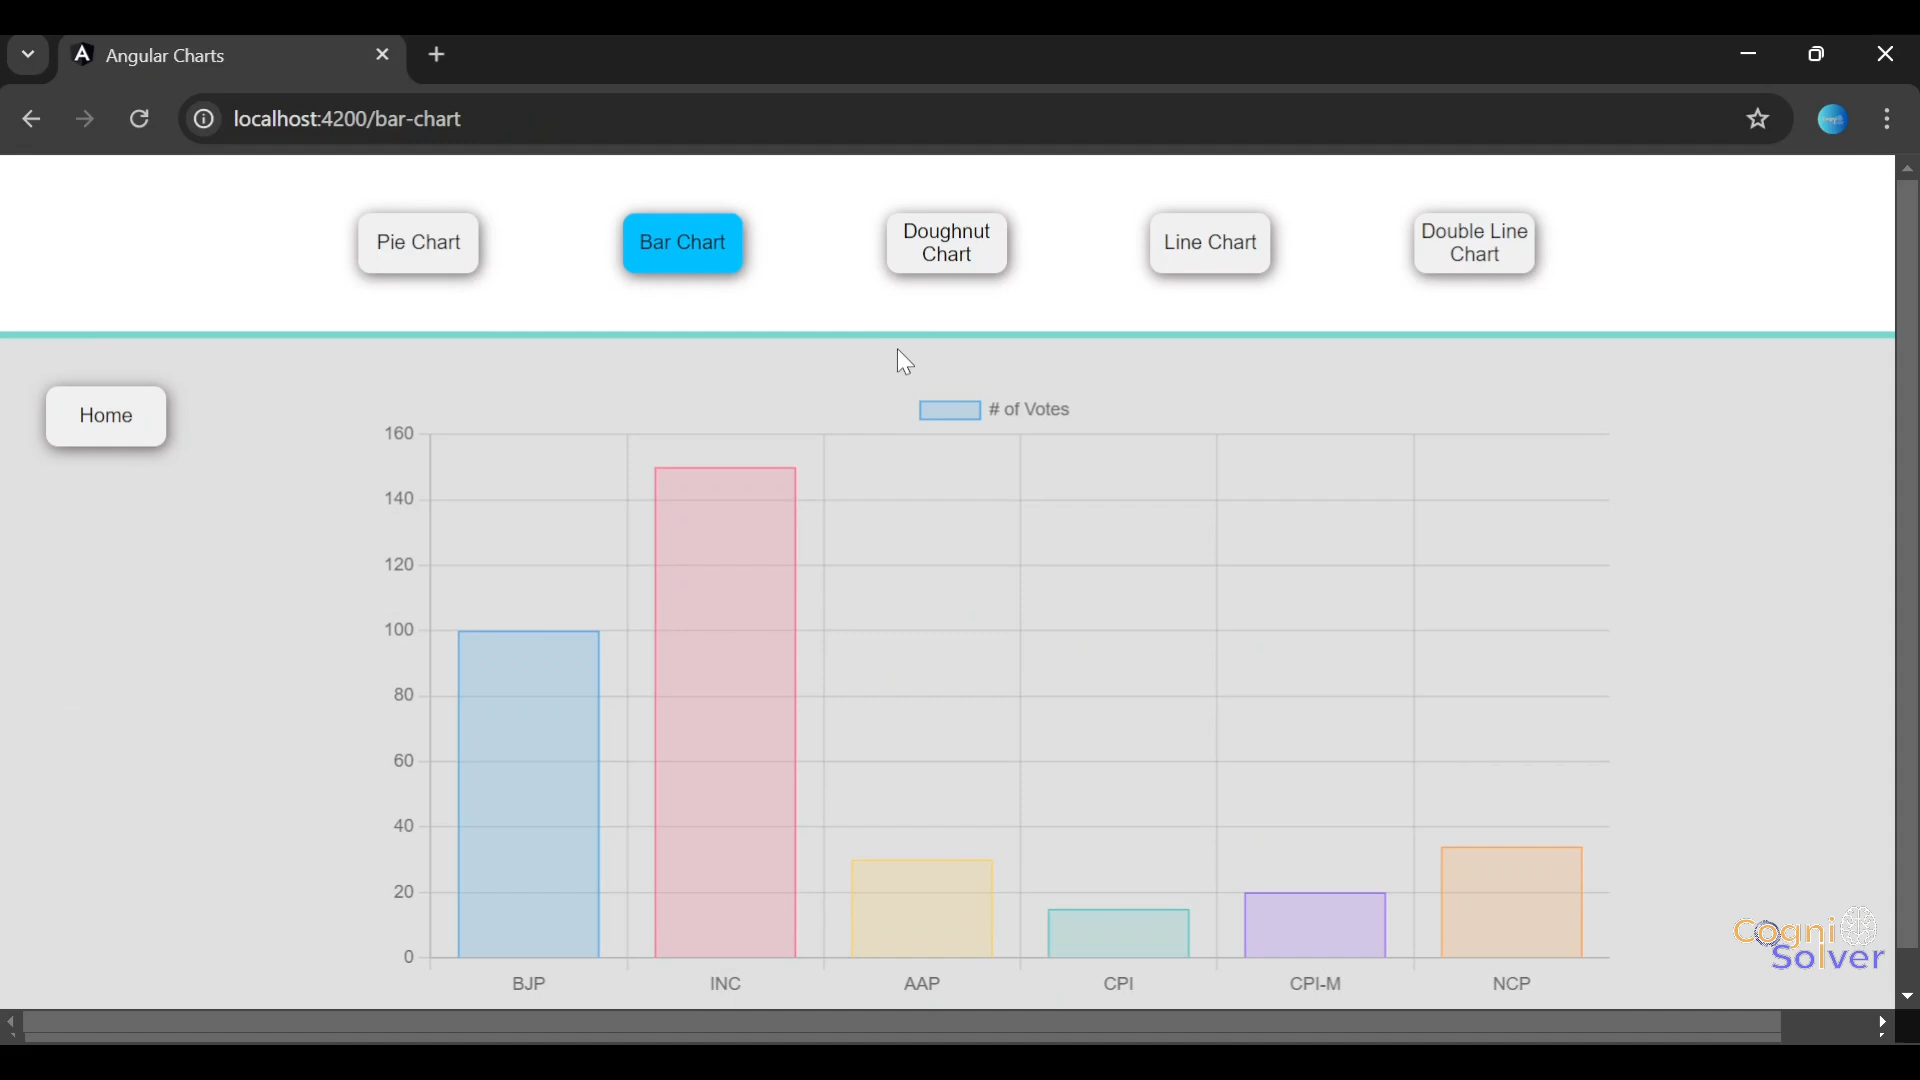 Angular Charts
localhost:4200/bar-chart
Pie Chart
Bar Chart
Doughnut
Chart
Line Chart
Double Line
Chart
Home
# of Votes
160
140
120
100
80
60
40
20
0
BJP
INC
AAP
CPI
CPI-M
NCP
Cogni
Solver